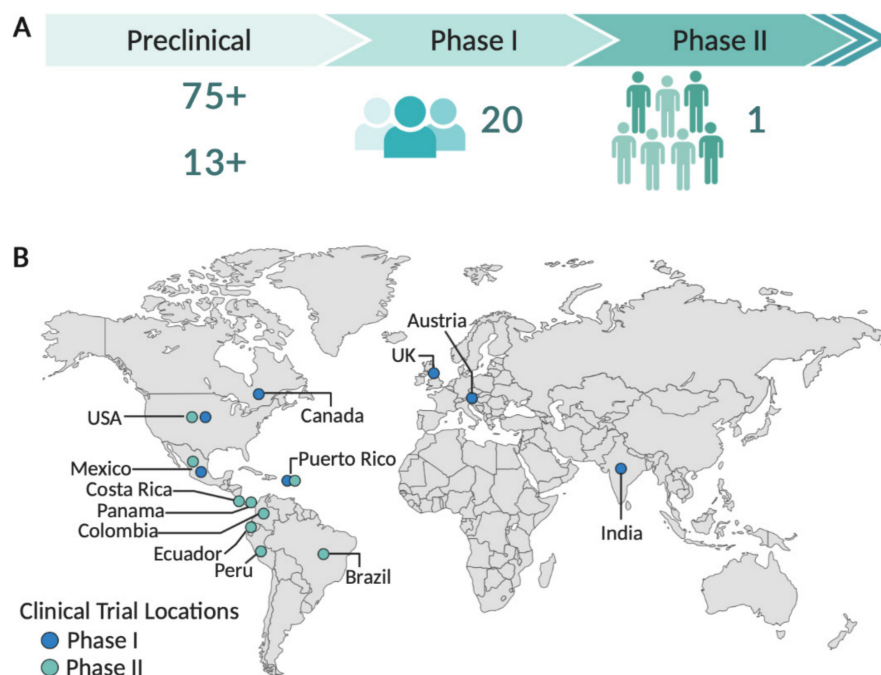 A
Preclinical
Phase I
Phase II
75+
13+
20
1
B
Austria
UK
USA
Canada
Mexico
Puerto Rico
Costa Rica
Panama
Colombia
Ecuador
Peru
Brazil
India
Clinical Trial Locations
Phase I
Phase II